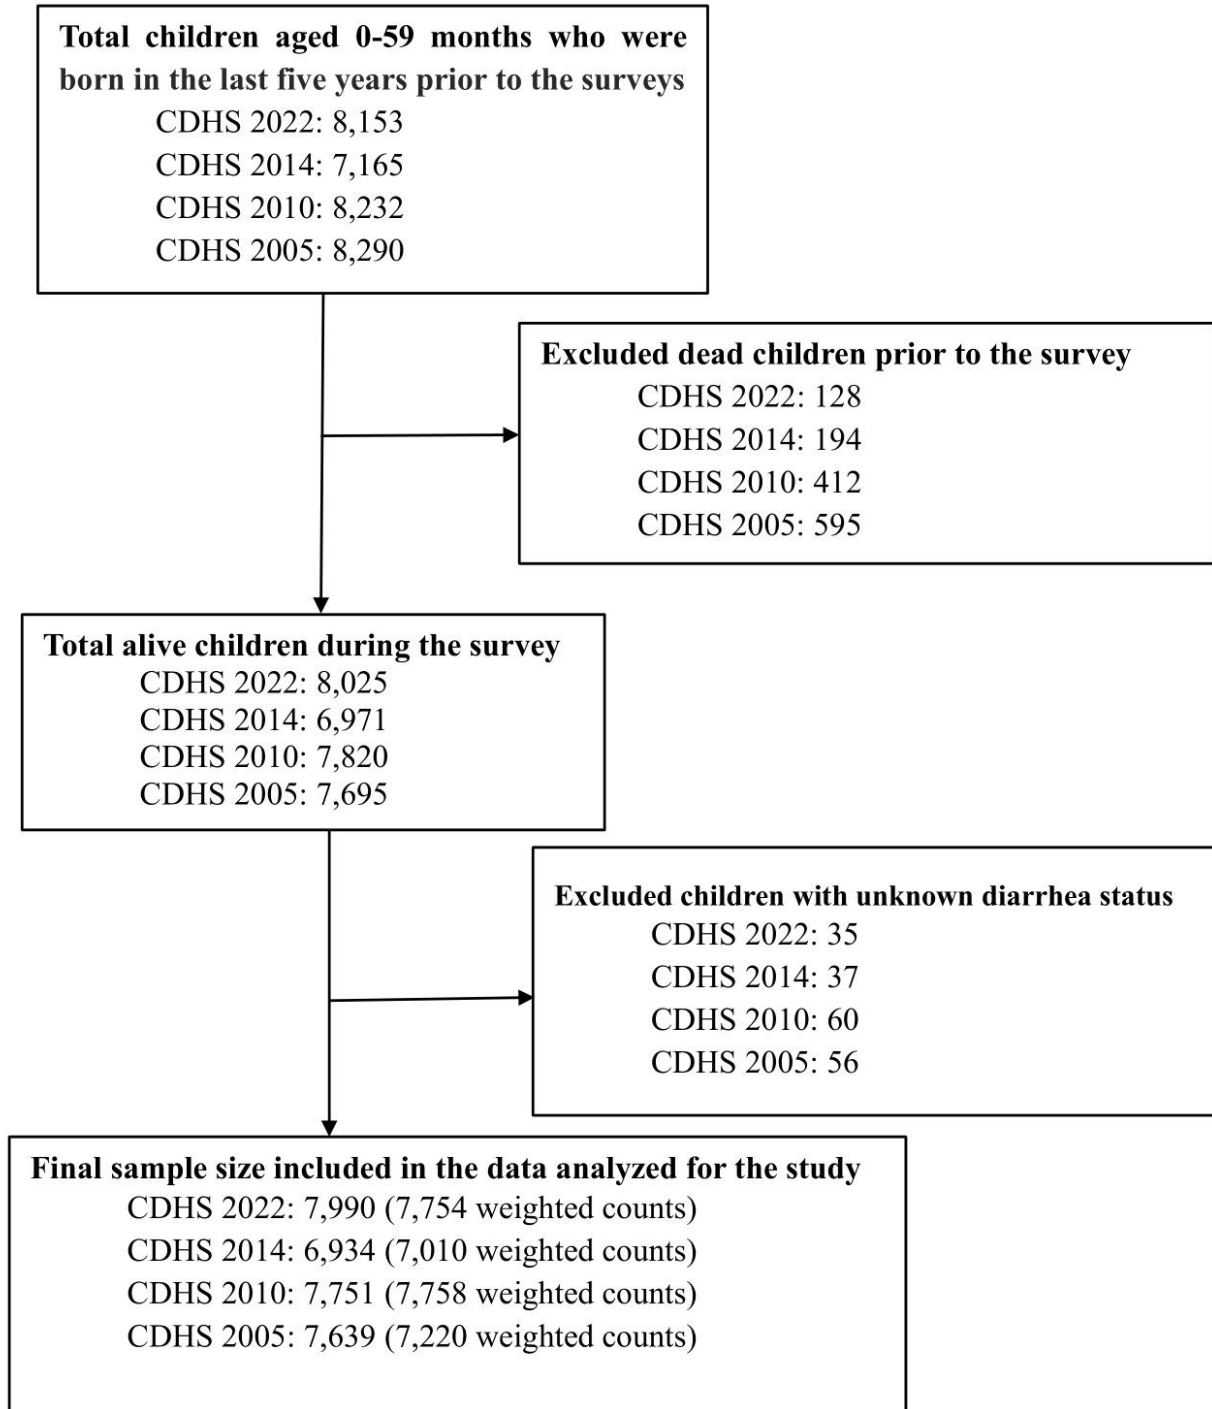 Total children aged 0-59 months who were
born in the last five years prior to the surveys
CDHS 2022: 8,153
CDHS 2014: 7,165
CDHS 2010: 8,232
CDHS 2005: 8,290
Excluded dead children prior to the survey
CDHS 2022: 128
CDHS 2014: 194
CDHS 2010: 412
CDHS 2005: 595
Total alive children during the survey
CDHS 2022: 8,025
CDHS 2014: 6,971
CDHS 2010: 7,820
CDHS 2005: 7,695
Excluded children with unknown diarrhea status
CDHS 2022: 35
CDHS 2014: 37
CDHS 2010: 60
CDHS 2005: 56
Final sample size included in the data analyzed for the study
CDHS 2022: 7,990 (7,754 weighted counts)
CDHS 2014: 6,934 (7,010 weighted counts)
CDHS 2010: 7,751 (7,758 weighted counts)
CDHS 2005: 7,639 (7,220 weighted counts)